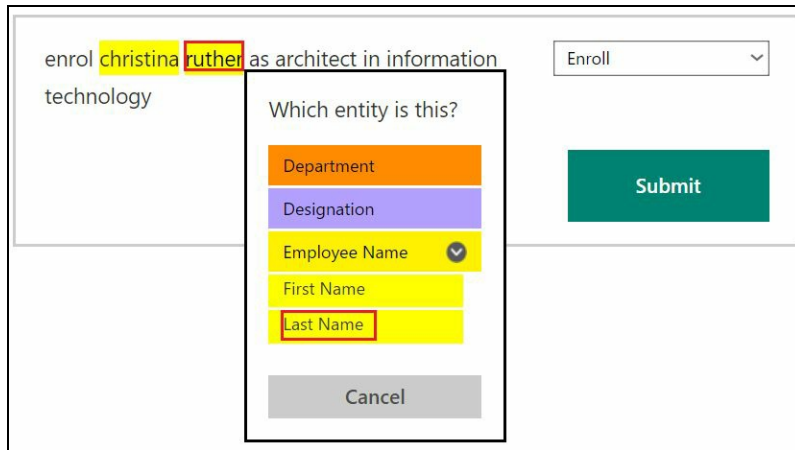 enrol christina ruther as architect in information
technology
Enroll
Submit
Which entity is this?
Department
Designation
Employee Name
First Name
Last Name
Cancel